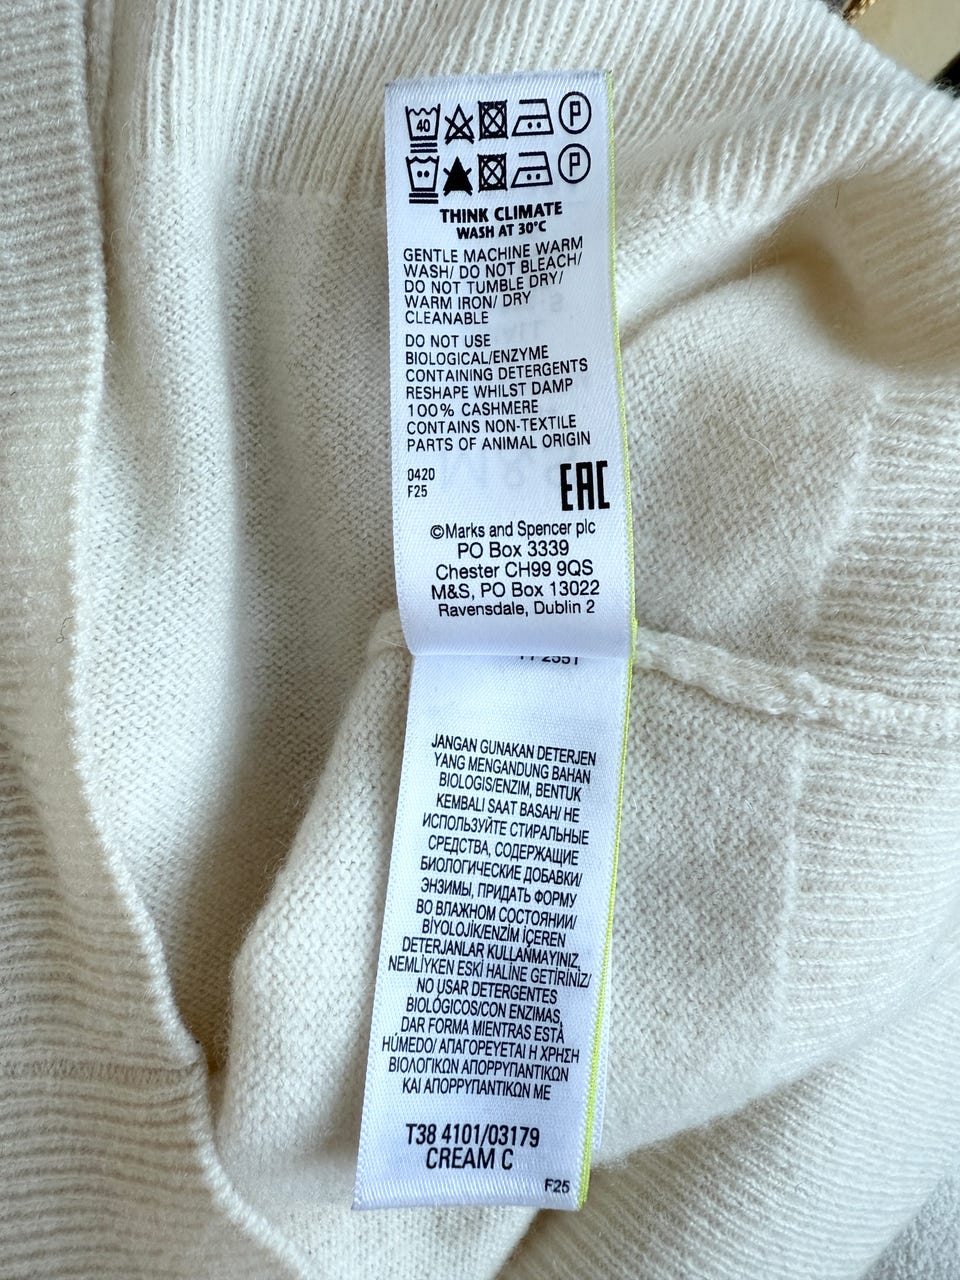 40
P
P
THINK CLIMATE
WASH AT 30°C
GENTLE MACHINE WARM
WASH/ DO NOT BLEACH/
DO NOT TUMBLE DRY/
WARM IRON/ DRY
CLEANABLE
DO NOT USE
BIOLOGICAL/ENZYME
CONTAINING DETERGENTS
RESHAPE WHILST DAMP
100% CASHMERE
CONTAINS NON-TEXTILE
PARTS OF ANIMAL ORIGIN
0420
F25
EAC
©Marks and Spencer plc
PO Box 3339
Chester CH99 9QS
M&S, PO Box 13022
Ravensdale, Dublin 2
JANGAN GUNAKAN DETERJEN
YANG MENGANDUNG BAHAN
BIOLOGIS/ENZIM, BENTUK
KEMBALI SAAT BASAH/ НЕ
ИСПОЛЬЗУЙТЕ СТИРАЛЬНЫЕ
СРЕДСТВА, СОДЕРЖАЩИЕ
БИОЛОГИЧЕСКИЕ ДОБАВКИ/
ЭНЗИМЫ, ПРИДАТЬ ФОРМУ
ВО ВЛАЖНОМ СОСТОЯНИИ/
BİYOLOJİK/ENZİM İÇEREN
DETERJANLAR KULLANMAYINIZ,
NEMLİYKEN ESKİ HALİNE GETİRİNİZ/
NO USAR DETERGENTES
BIOLÓGICOS/CON ENZIMAS,
DAR FORMA MIENTRAS ESTÁ
HÚMEDO/ ΑΠΑΓΟΡΕΥΕΤΑΙ Η ΧΡΗΣΗ
ΒΙΟΛΟΓΙΚΩΝ ΑΠΟΡΡΥΠΑΝΤΙΚΩΝ
ΚΑΙ ΑΠΟΡΡΥΠΑΝΤΙΚΩΝ ΜΕ
T38 4101/03179
CREAM C
F25